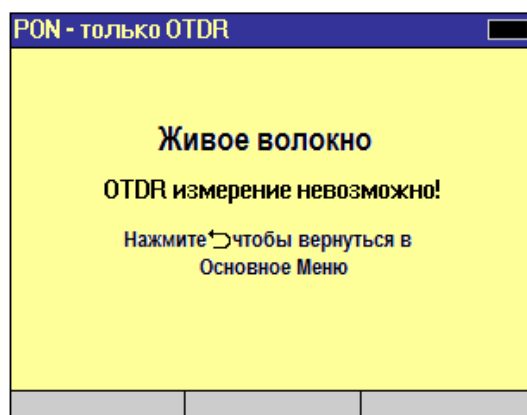 PON - только OTDR
Живое волокно
OTDR измерение невозможно!
Нажмите⮌чтобы вернуться в
Основное Меню